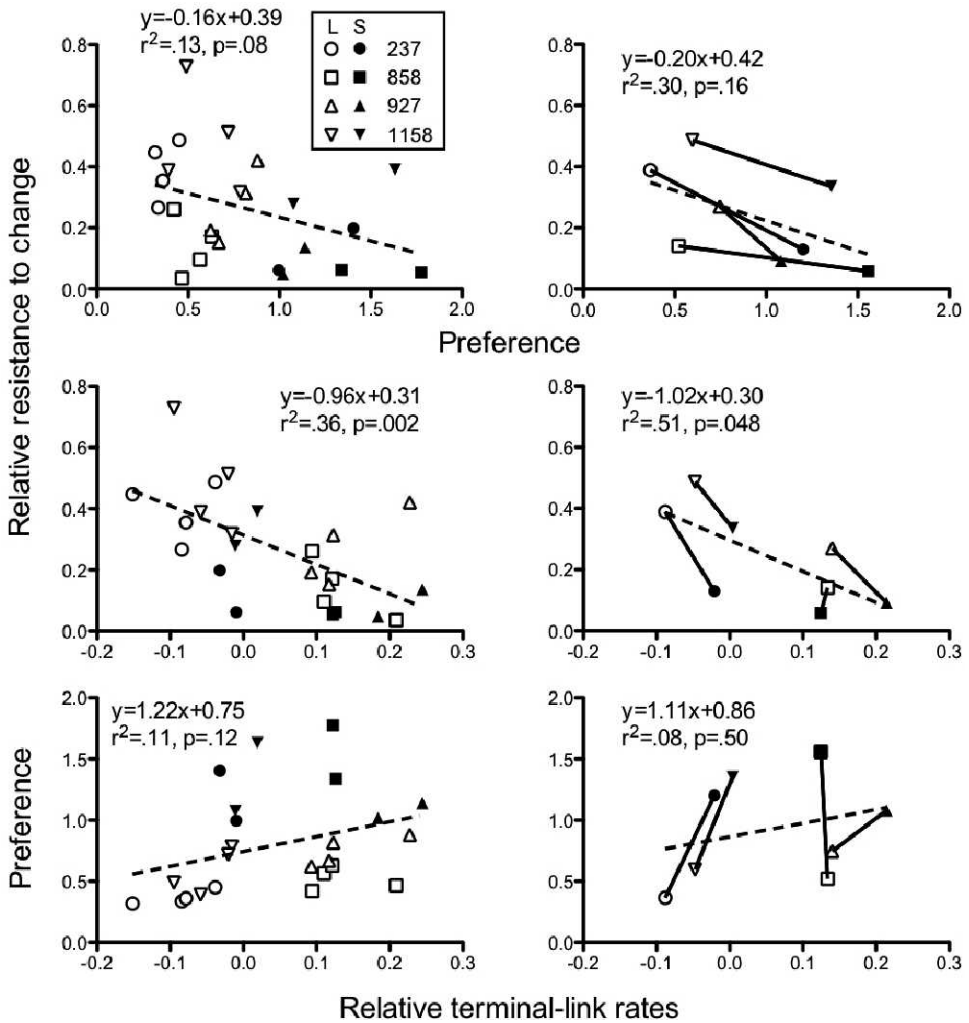 y=-0.16x+0.39
r²=.13, p=.08
L S
237
858
927
1158
0.8
0.6
0.4
0.2
0.0
0.0 0.5 1.0 1.5 2.0
y=-0.20x+0.42
r²=.30, p=.16
0.8
0.6
0.4
0.2
0.0
0.0 0.5 1.0 1.5 2.0
Preference
Relative resistance to change
y=-0.96x+0.31
r²=.36, p=.002
0.8
0.6
0.4
0.2
0.0
-0.2 -0.1 0.0 0.1 0.2 0.3
y=-1.02x+0.30
r²=.51, p=.048
0.8
0.6
0.4
0.2
0.0
-0.2 -0.1 0.0 0.1 0.2 0.3
Preference
y=1.22x+0.75
r²=.11, p=.12
2.0
1.5
1.0
0.5
0.0
-0.2 -0.1 0.0 0.1 0.2 0.3
y=1.11x+0.86
r²=.08, p=.50
2.0
1.5
1.0
0.5
0.0
-0.2 -0.1 0.0 0.1 0.2 0.3
Relative terminal-link rates